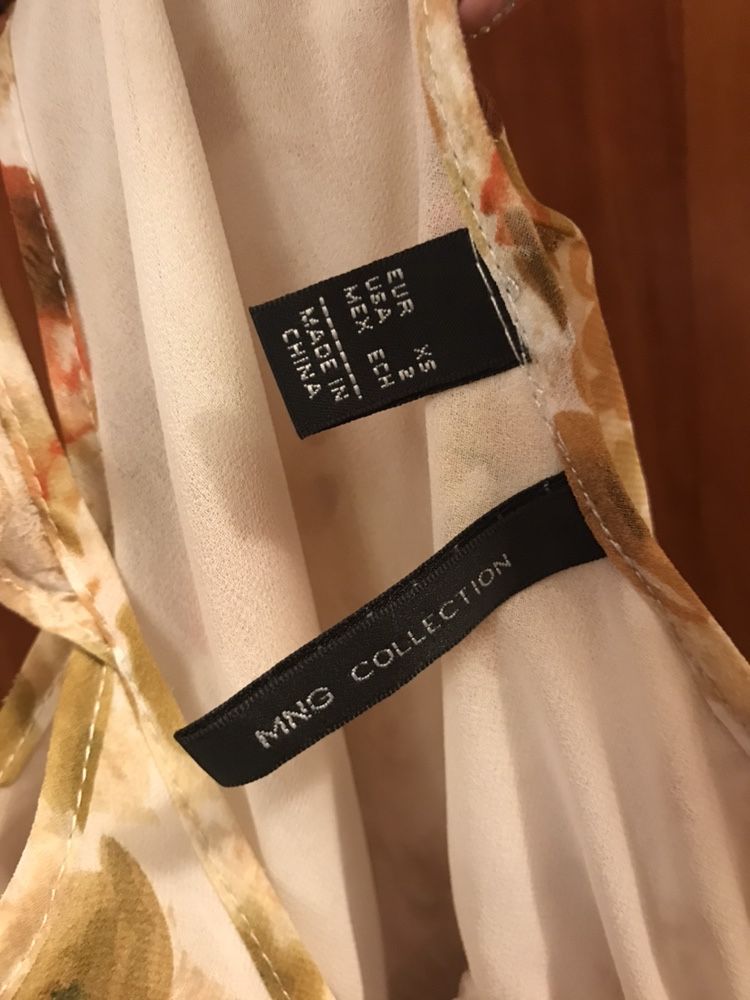 EUR XS
USA 2
MEX ECH
MADE IN
CHINA
MNG COLLECTION